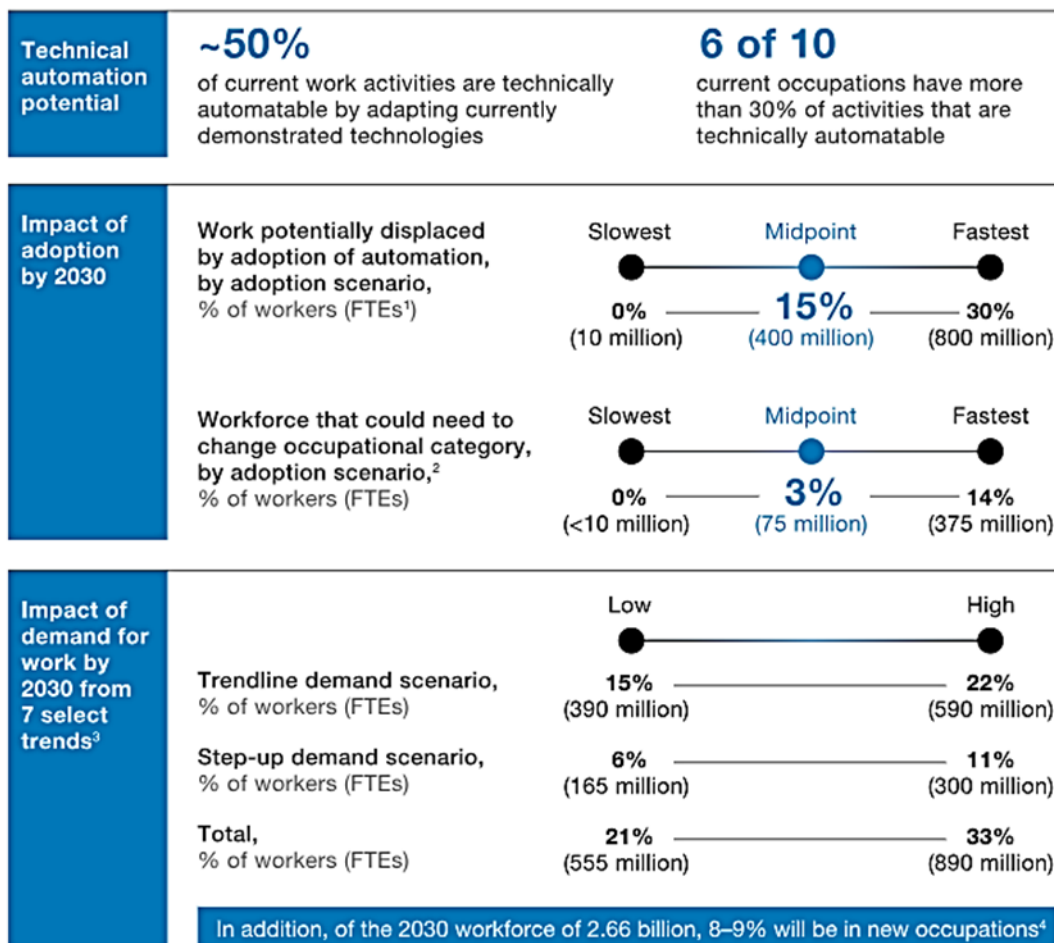 Technical
automation
potential
~50%
of current work activities are technically
automatable by adapting currently
demonstrated technologies
6 of 10
current occupations have more
than 30% of activities that are
technically automatable
Impact of
adoption
by 2030
Work potentially displaced
by adoption of automation,
by adoption scenario,
% of workers (FTEs¹)
Slowest Midpoint Fastest
0% 15% 30%
(10 million) (400 million) (800 million)
Workforce that could need to
change occupational category,
by adoption scenario,²
% of workers (FTEs)
Slowest Midpoint Fastest
0% 3% 14%
(<10 million) (75 million) (375 million)
Impact of
demand for
work by
2030 from
7 select
trends³
Low High
Trendline demand scenario,
% of workers (FTEs)
15% 22%
(390 million) (590 million)
Step-up demand scenario,
% of workers (FTEs)
6% 11%
(165 million) (300 million)
Total,
% of workers (FTEs)
21% 33%
(555 million) (890 million)
In addition, of the 2030 workforce of 2.66 billion, 8–9% will be in new occupations⁴